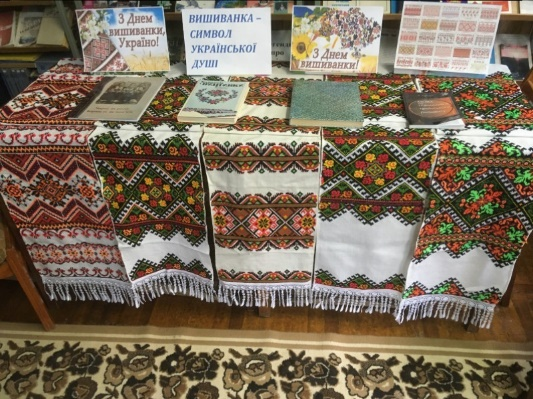 З Днем
вишиванки,
Україно!
ВИШИВАНКА –
СИМВОЛ
УКРАЇНСЬКОЇ
ДУШІ
З Днем
вишиванки!